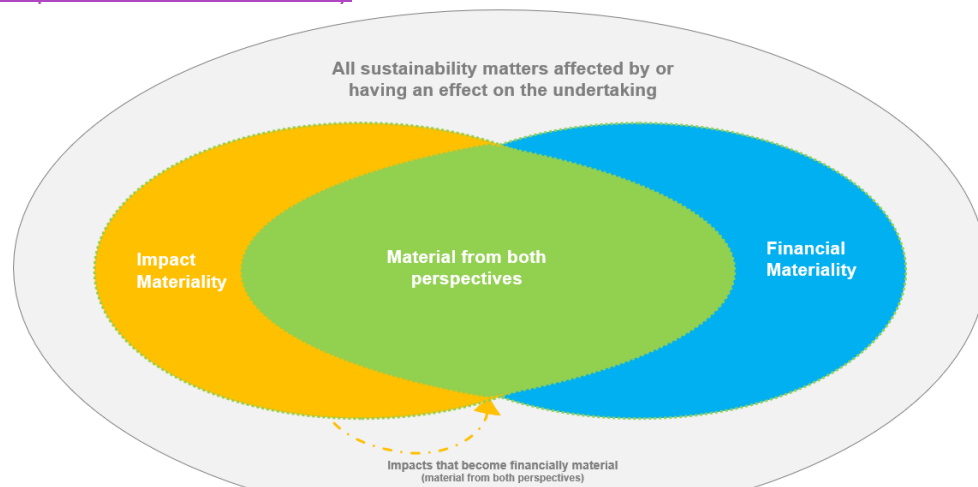 All sustainability matters affected by or
having an effect on the undertaking
Impact
Materiality
Material from both
perspectives
Financial
Materiality
Impacts that become financially material
(material from both perspectives)